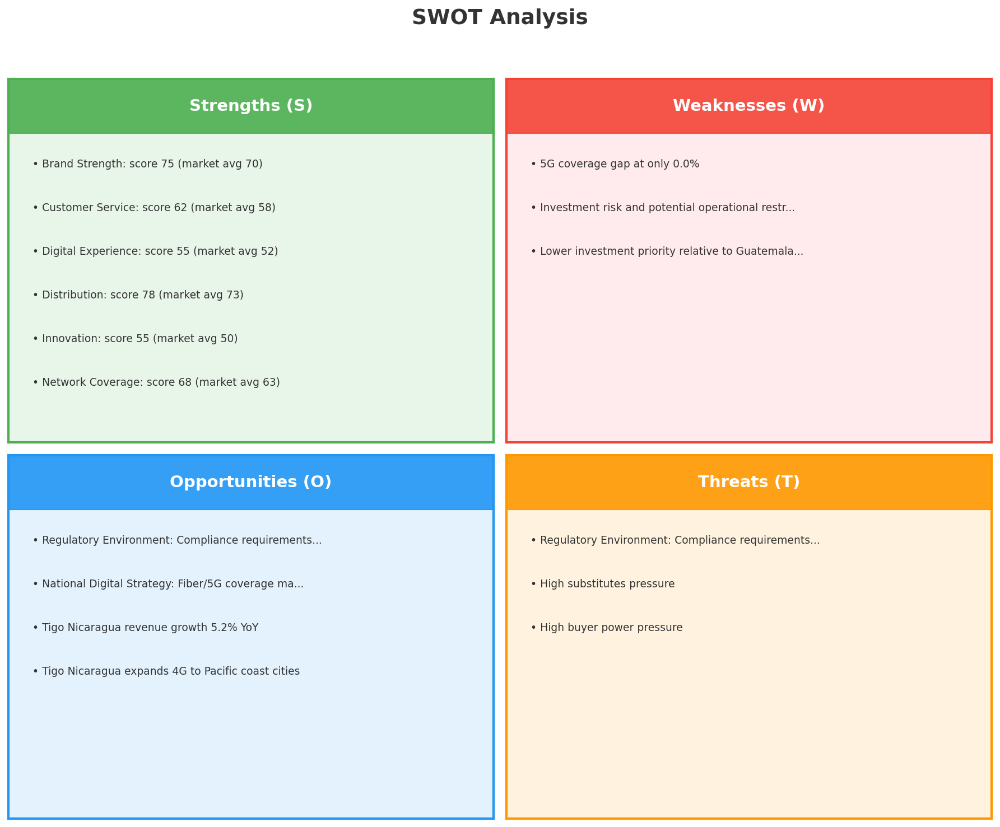 SWOT Analysis
Strengths (S)
• Brand Strength: score 75 (market avg 70)
• Customer Service: score 62 (market avg 58)
• Digital Experience: score 55 (market avg 52)
• Distribution: score 78 (market avg 73)
• Innovation: score 55 (market avg 50)
• Network Coverage: score 68 (market avg 63)
Weaknesses (W)
• 5G coverage gap at only 0.0%
• Investment risk and potential operational restr...
• Lower investment priority relative to Guatemala...
Opportunities (O)
• Regulatory Environment: Compliance requirements...
• National Digital Strategy: Fiber/5G coverage ma...
• Tigo Nicaragua revenue growth 5.2% YoY
• Tigo Nicaragua expands 4G to Pacific coast cities
Threats (T)
• Regulatory Environment: Compliance requirements...
• High substitutes pressure
• High buyer power pressure